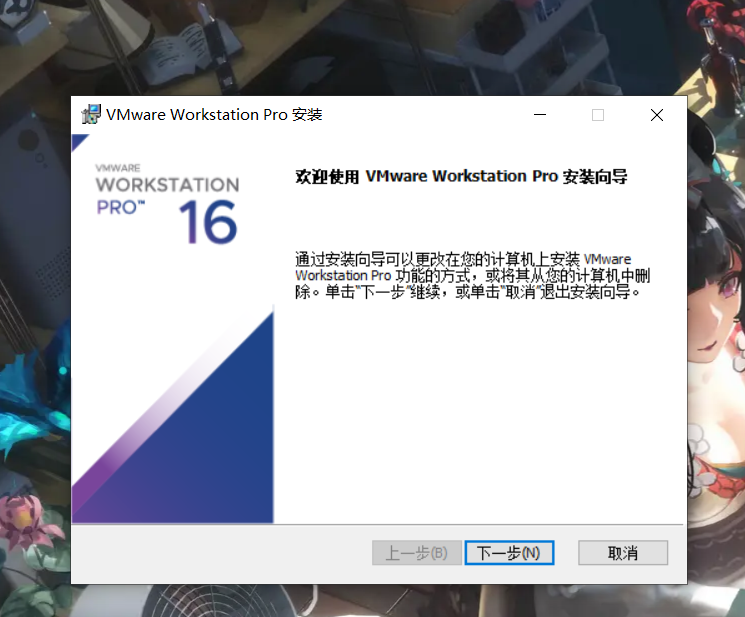 VMware Workstation Pro 安装
VMWARE
WORKSTATION
PRO™ 16
欢迎使用 VMware Workstation Pro 安装向导
通过安装向导可以更改在您的计算机上安装 VMware
Workstation Pro 功能的方式，或将其从您的计算机中删
除。单击“下一步”继续，或单击“取消”退出安装向导。
上一步(B) 下一步(N) 取消